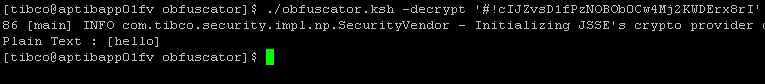 [tibco@aptibapp01fv obfuscator]$ ./obfuscator.ksh -decrypt '#!cIJZvsD1fPzNOBObOCw4Mj2KWDErx8rI'
86 [main] INFO com.tibco.security.impl.np.SecurityVendor - Initializing JSSE's crypto provider
Plain Text : [hello]
[tibco@aptibapp01fv obfuscator]$